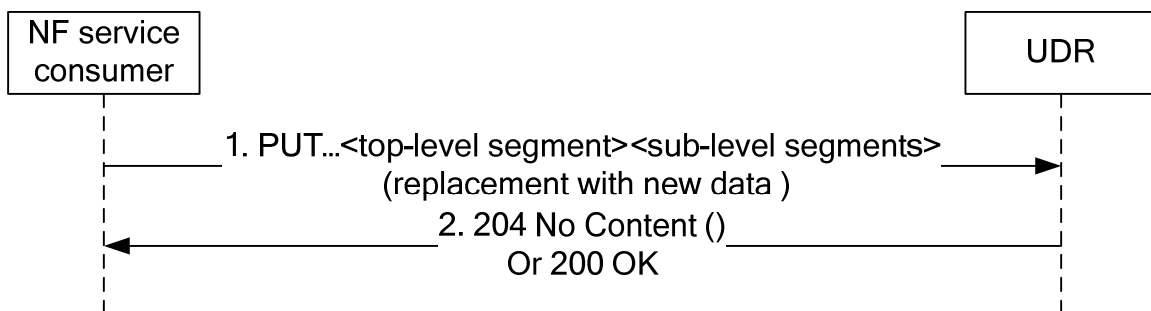 NF service
consumer
UDR
1. PUT...<top-level segment><sub-level segments>
(replacement with new data )
2. 204 No Content ()
Or 200 OK